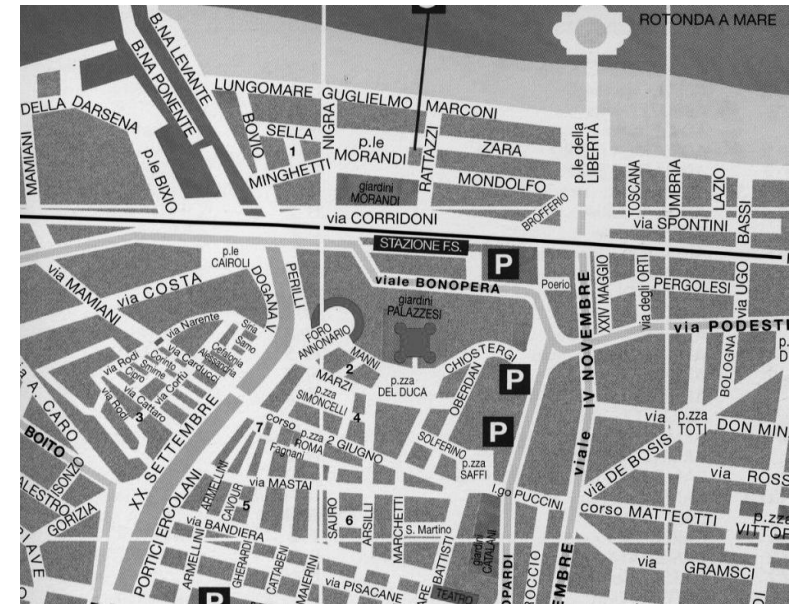 ROTONDA A MARE
B.NA LEVANTE
B.NA PONENTE
LUNGOMARE GUGLIELMO MARCONI
DELLA DARSENA
MAMIANI
p.le BIXIO
BOVIO
SELLA
1
MINGHETTI
NIGRA
p.le
MORANDI
RATTAZZI
ZARA
MONDOLFO
giardini
MORANDI
p.le della
LIBERTÀ
BROFFERIO
TOSCANA
UMBRIA
LAZIO
BASSI
via SPONTINI
via CORRIDONI
STAZIONE F.S.
P
p.le
CAIROLI
via COSTA
via MAMIANI
DOGANA V.
PERILLI
viale BONOPERA
Poerio
XXIV MAGGIO
via degli ORTI
PERGOLESI
via UGO
via PODESTI
giardini
PALAZZESI
FORO
ANNONARIO
MANNI
2
MARZI
p.zza
SIMONCELLI
4
p.zza
DEL DUCA
CHIOSTERGI
OBERDAN
P
P
viale IV NOVEMBRE
BOLOGNA
via Narente
Siria
Samo
Cefalonia
Alessandria
via Carducci
via Rodi
Corinto
Smirne
Cipro
via Cortù
via Cattaro
via Rodi
3
A. CARO
BOITO
ISONZO
GORIZIA
PIAVE
XX SETTEMBRE
PORTICI ERCOLANI
corso 2 GIUGNO
p.zza
ROMA
7
Fagnani
SOLFERINO
p.zza
SAFFI
l.go PUCCINI
via MASTAI
ARMELLINI
CAVOUR
5
via BANDIERA
ARMELLINI
GHERARDI
CATTABENI
MAIERINI
SAURO
6
ARSILLI
MARCHETTI
S. Martino
BATTISTI
via PISACANE
TEATRO
giardini
CATALANI
via
p.zza
TOTI
DON MIN
via DE BOSIS
via ROSS
corso MATTEOTTI
p.zza
VITTOR
via GRAMSCI
P